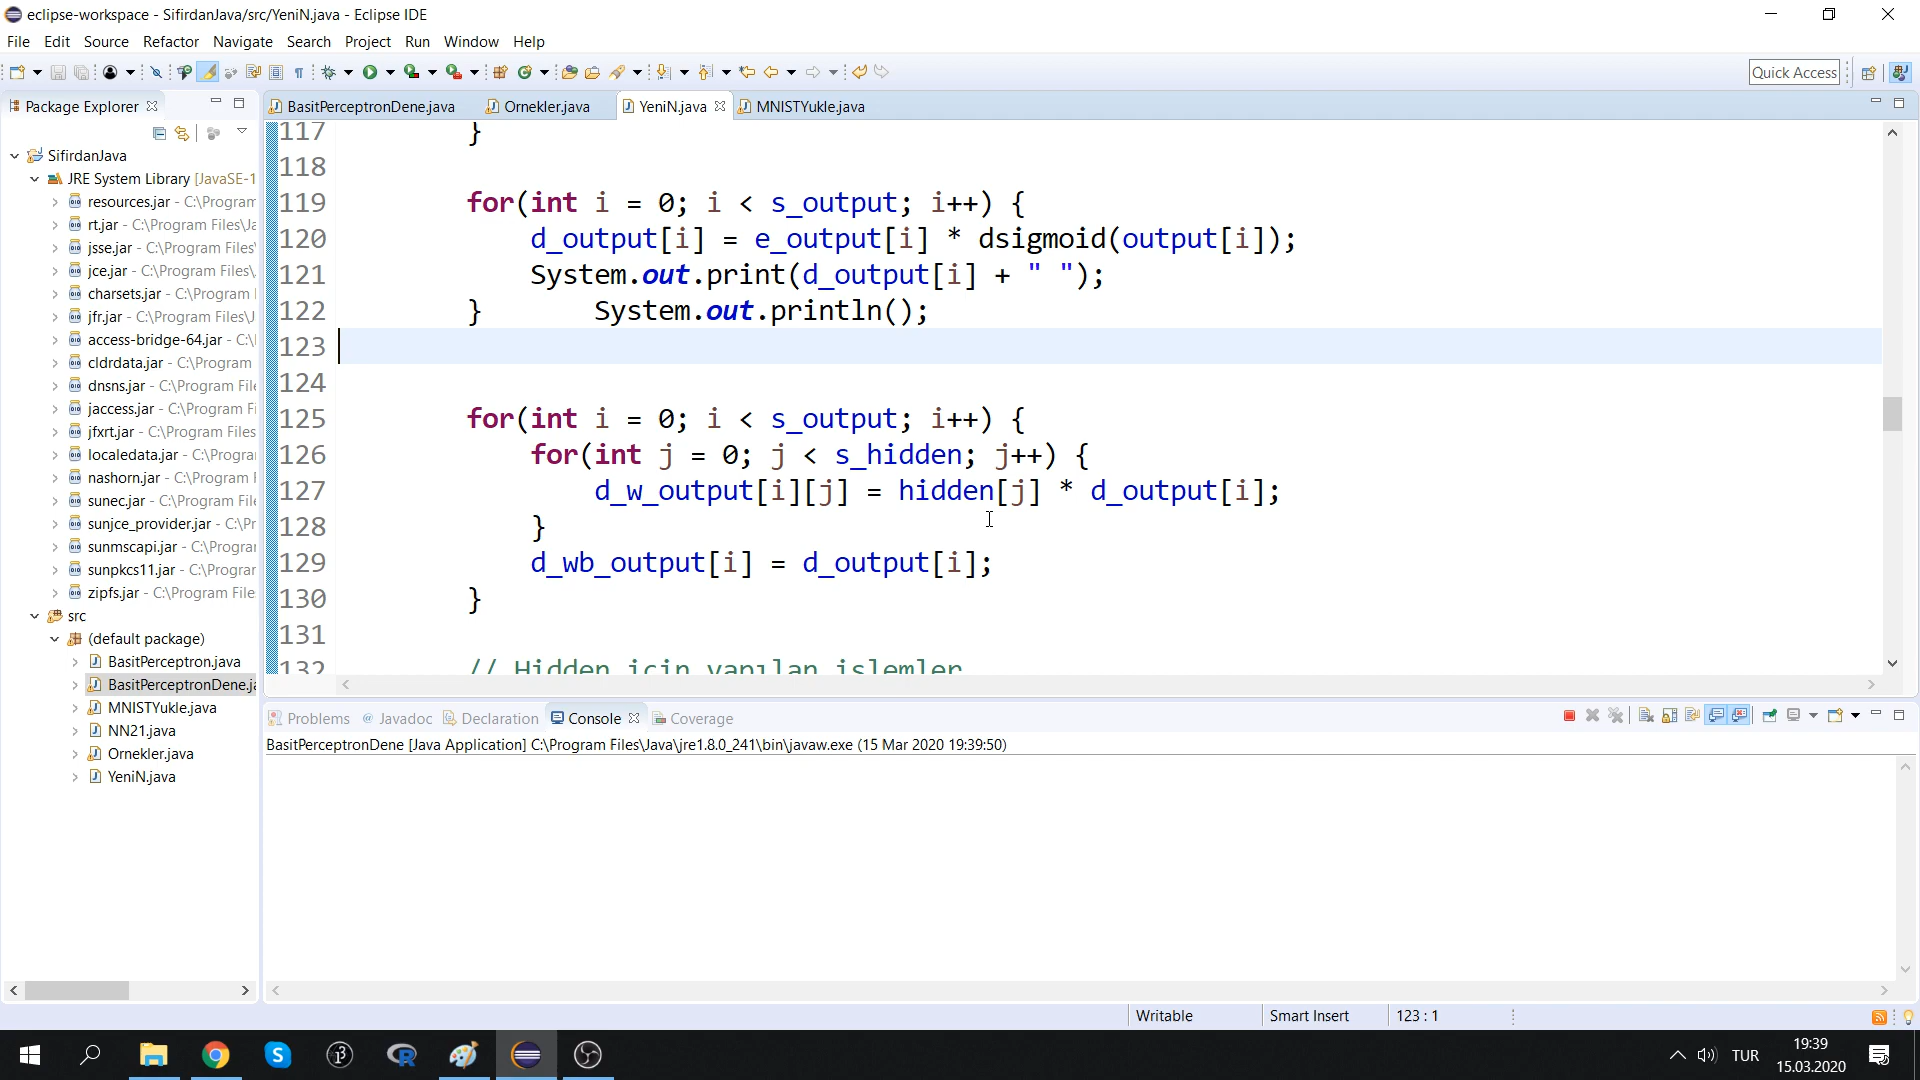 eclipse-workspace - SifirdanJava/src/YeniN.java - Eclipse IDE
File Edit Source Refactor Navigate Search Project Run Window Help
Quick Access
Package Explorer
BasitPerceptronDene.java Ornekler.java YeniN.java MNISTYukle.java
SifirdanJava
JRE System Library [JavaSE-1
resources.jar - C:\Program
rt.jar - C:\Program Files\Ja
jsse.jar - C:\Program Files\
jce.jar - C:\Program Files\
charsets.jar - C:\Program
jfr.jar - C:\Program Files\J
access-bridge-64.jar - C:\
cldrdata.jar - C:\Program
dnsns.jar - C:\Program File
jaccess.jar - C:\Program F
jfxrt.jar - C:\Program Files
localedata.jar - C:\Progra
nashorn.jar - C:\Program
sunec.jar - C:\Program File
sunjce_provider.jar - C:\Pr
sunmscapi.jar - C:\Prograr
sunpkcs11.jar - C:\Prograr
zipfs.jar - C:\Program File
src
(default package)
BasitPerceptron.java
BasitPerceptronDene.ja
MNISTYukle.java
NN21.java
Ornekler.java
YeniN.java
117 }
118
119 for(int i = 0; i < s_output; i++) {
120 d_output[i] = e_output[i] * dsigmoid(output[i]);
121 System.out.print(d_output[i] + " ");
122 } System.out.println();
123
124
125 for(int i = 0; i < s_output; i++) {
126 for(int j = 0; j < s_hidden; j++) {
127 d_w_output[i][j] = hidden[j] * d_output[i];
128 }
129 d_wb_output[i] = d_output[i];
130 }
131
132 // Hidden için yapılan işlemler
Problems Javadoc Declaration Console Coverage
BasitPerceptronDene [Java Application] C:\Program Files\Java\jre1.8.0_241\bin\javaw.exe (15 Mar 2020 19:39:50)
Writable Smart Insert 123 : 1
TUR
19:39
15.03.2020